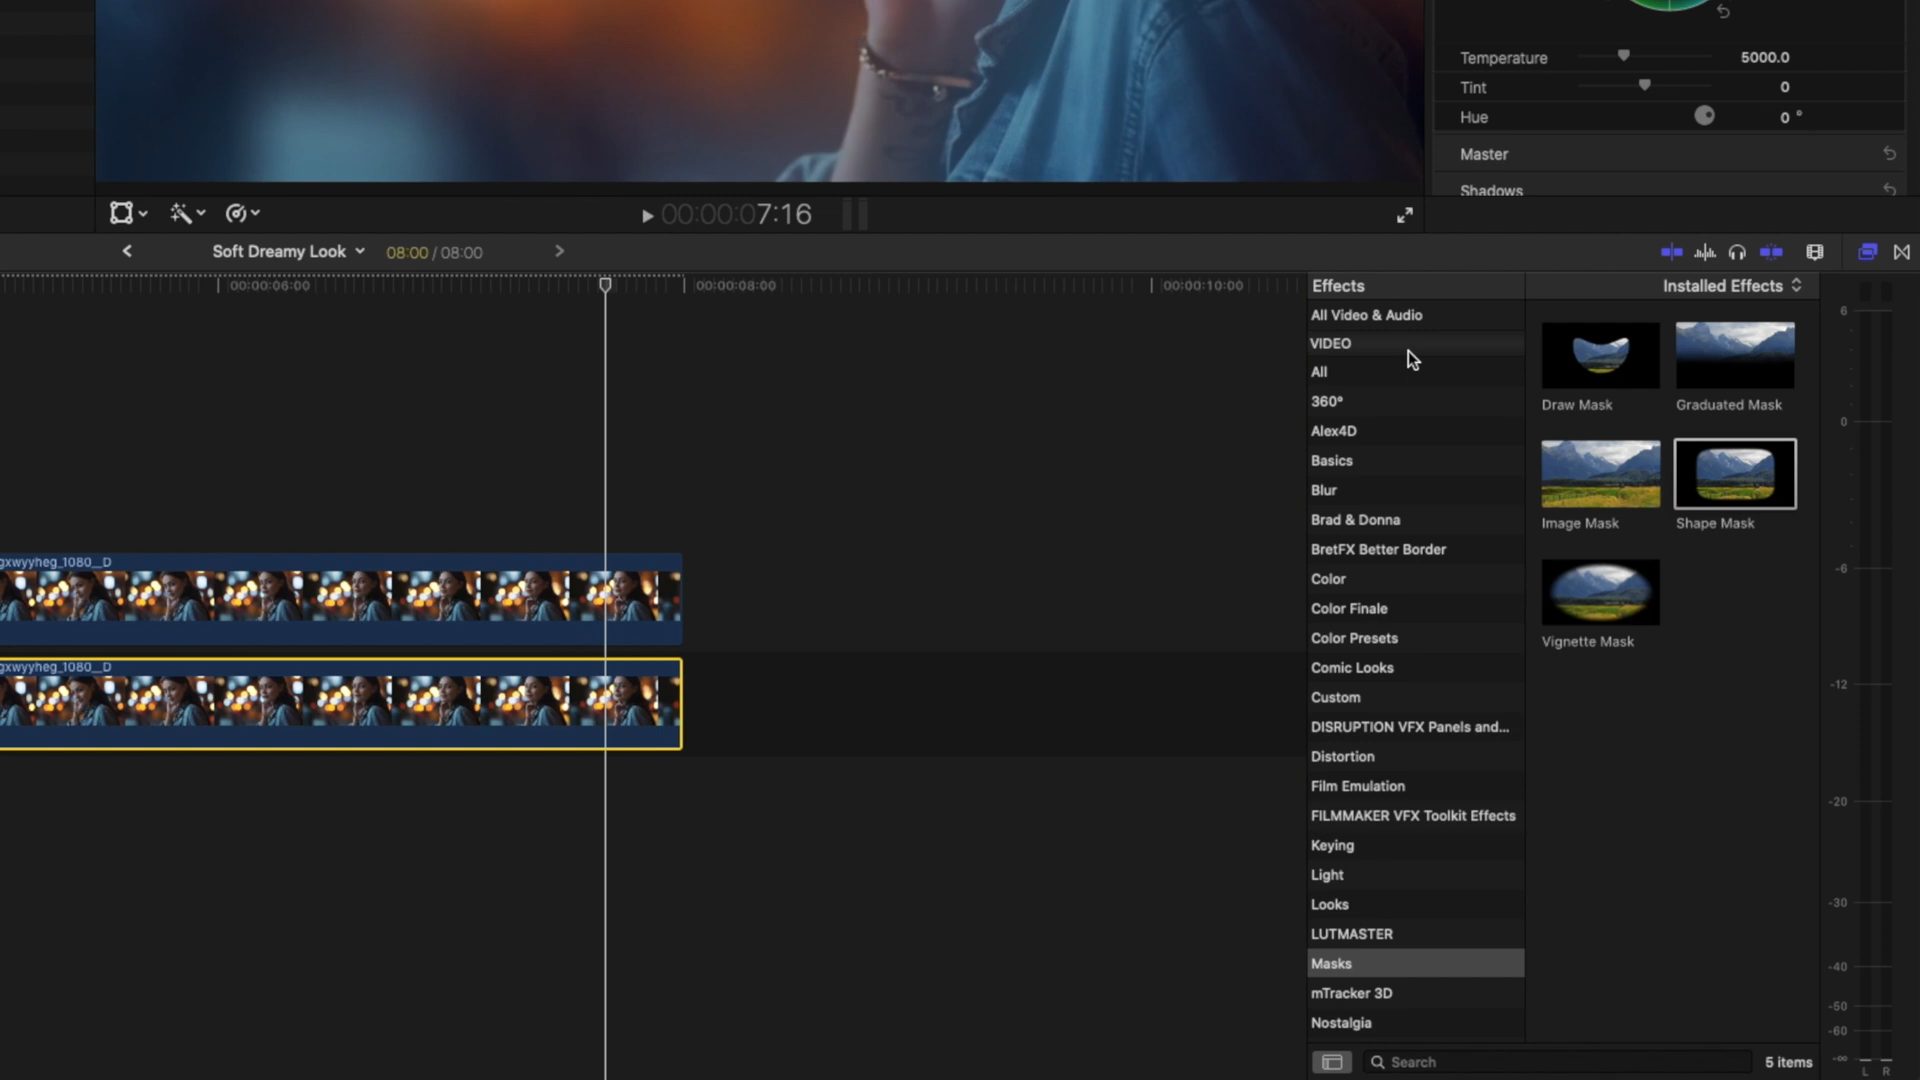 Temperature 5000.0
Tint 0
Hue 0 °
Master
Shadows
00:00:07:16
Soft Dreamy Look 08:00 / 08:00
00:00:06:00 00:00:08:00 00:00:10:00
Effects
Installed Effects
All Video & Audio
VIDEO
All
360°
Alex4D
Basics
Blur
Brad & Donna
BretFX Better Border
Color
Color Finale
Color Presets
Comic Looks
Custom
DISRUPTION VFX Panels and...
Distortion
Film Emulation
FILMMAKER VFX Toolkit Effects
Keying
Light
Looks
LUTMASTER
Masks
mTracker 3D
Nostalgia
Draw Mask
Graduated Mask
Image Mask
Shape Mask
Vignette Mask
gxwyyheg_1080__D
gxwyyheg_1080__D
6
0
-6
-12
-20
-30
-40
-50
-60
-∞
L R
Search
5 items